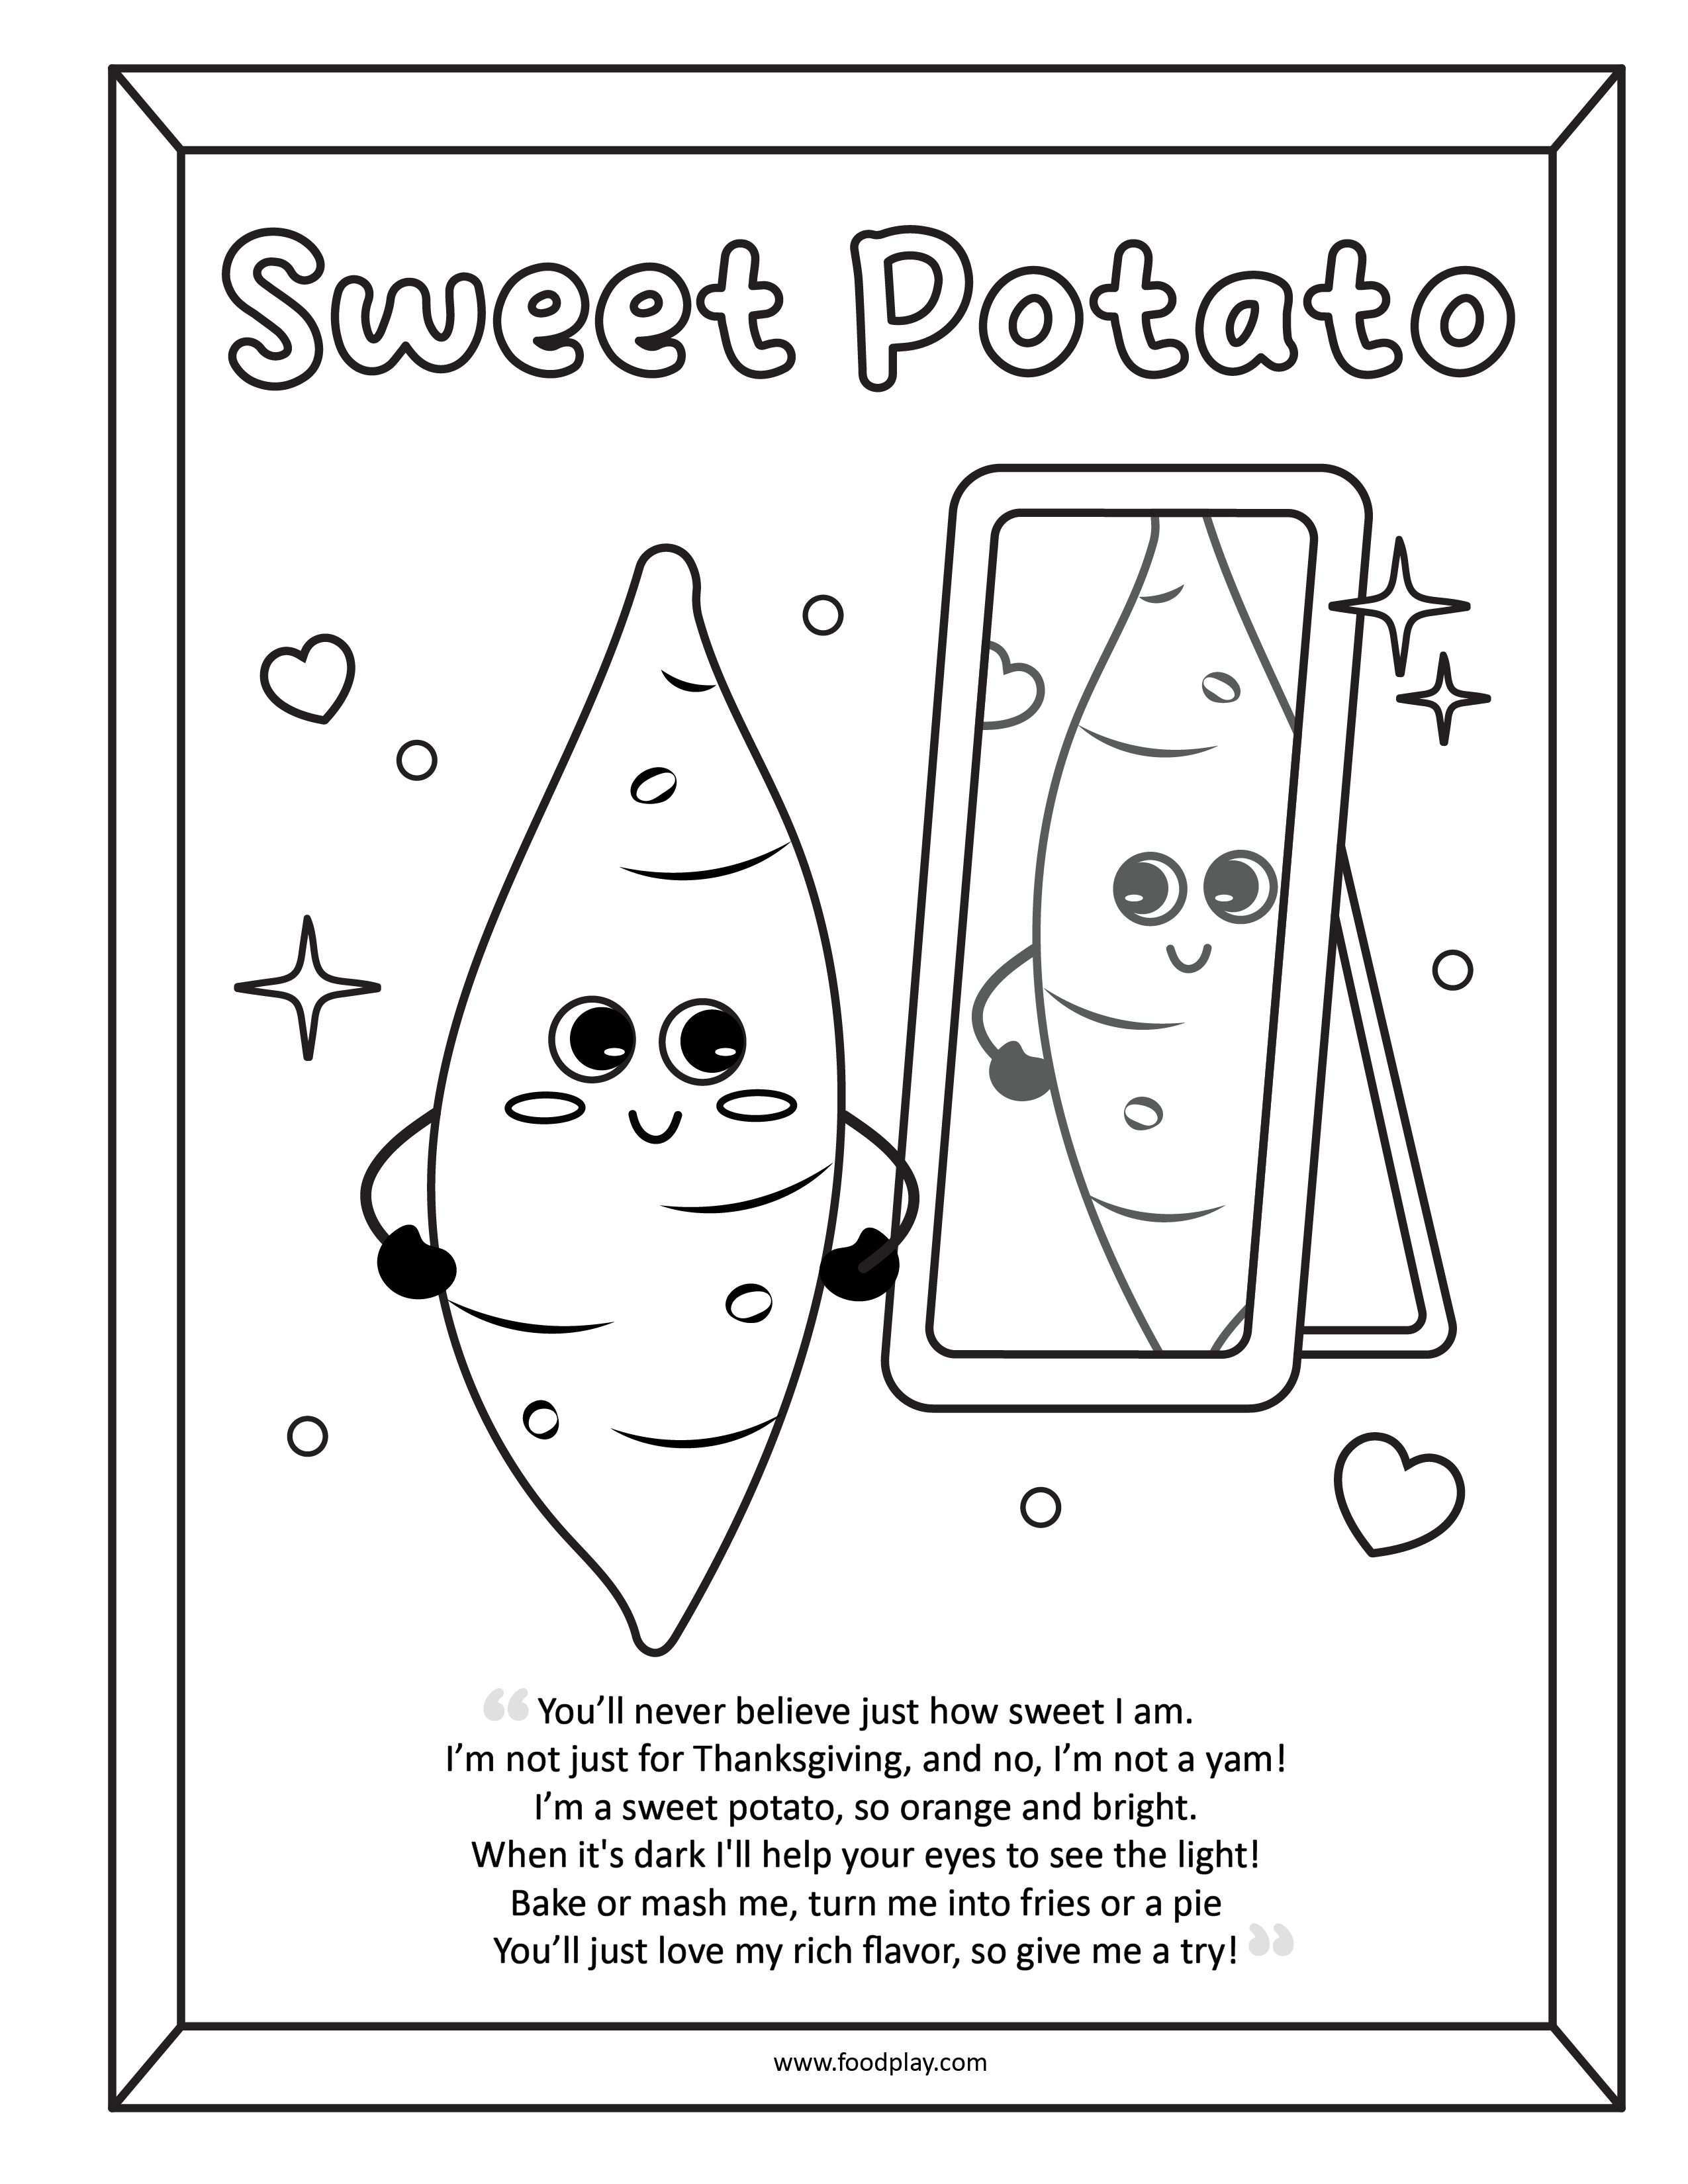 Sweet Potato
“You’ll never believe just how sweet I am.
I’m not just for Thanksgiving, and no, I’m not a yam!
I’m a sweet potato, so orange and bright.
When it's dark I'll help your eyes to see the light!
Bake or mash me, turn me into fries or a pie
You’ll just love my rich flavor, so give me a try!”
www.foodplay.com